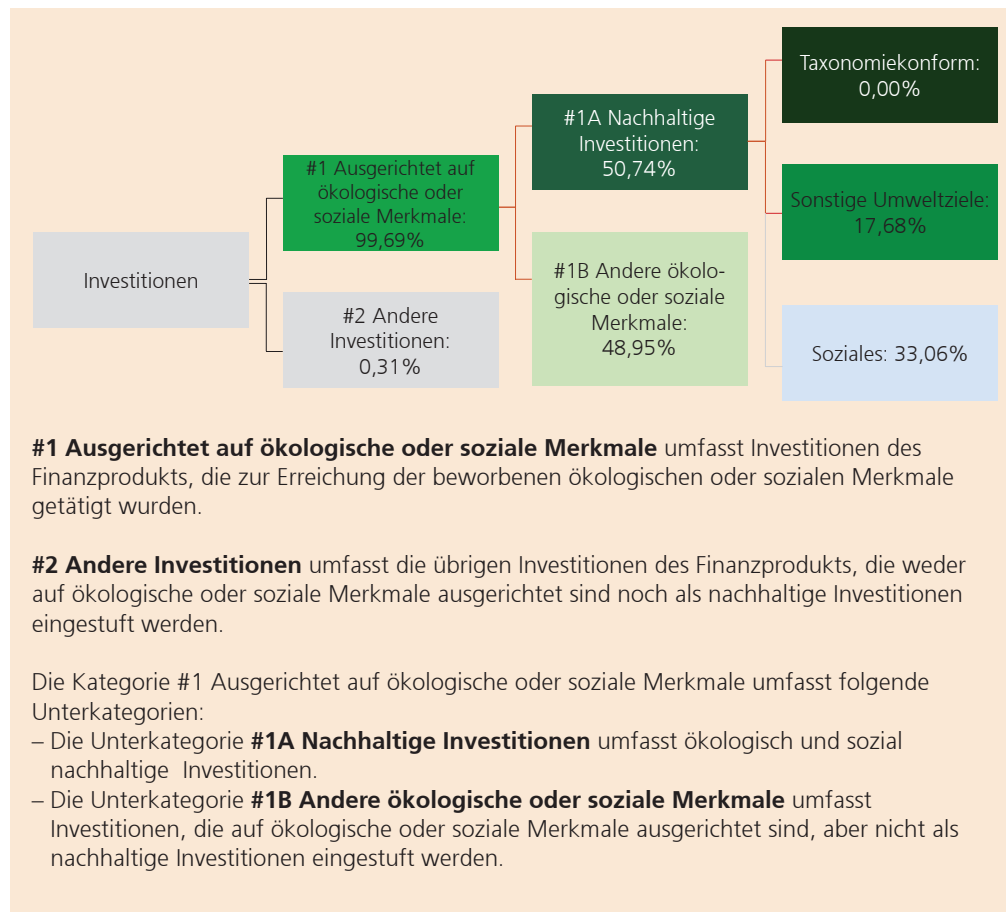 Investitionen
#1 Ausgerichtet auf
ökologische oder
soziale Merkmale:
99,69%
#2 Andere
Investitionen:
0,31%
#1A Nachhaltige
Investitionen:
50,74%
#1B Andere ökolo-
gische oder soziale
Merkmale:
48,95%
Taxonomiekonform:
0,00%
Sonstige Umweltziele:
17,68%
Soziales: 33,06%
#1 Ausgerichtet auf ökologische oder soziale Merkmale umfasst Investitionen des
Finanzprodukts, die zur Erreichung der beworbenen ökologischen oder sozialen Merkmale
getätigt wurden.
#2 Andere Investitionen umfasst die übrigen Investitionen des Finanzprodukts, die weder
auf ökologische oder soziale Merkmale ausgerichtet sind noch als nachhaltige Investitionen
eingestuft werden.
Die Kategorie #1 Ausgerichtet auf ökologische oder soziale Merkmale umfasst folgende
Unterkategorien:
– Die Unterkategorie #1A Nachhaltige Investitionen umfasst ökologisch und sozial
nachhaltige Investitionen.
– Die Unterkategorie #1B Andere ökologische oder soziale Merkmale umfasst
Investitionen, die auf ökologische oder soziale Merkmale ausgerichtet sind, aber nicht als
nachhaltige Investitionen eingestuft werden.